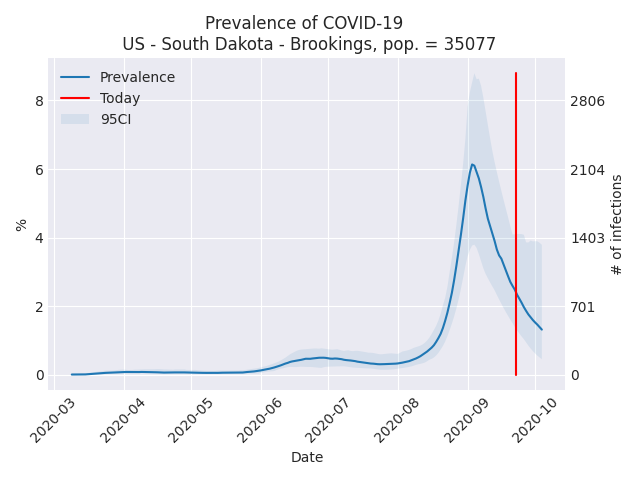 Prevalence of COVID-19
US - South Dakota - Brookings, pop. = 35077
Prevalence
Today
95CI
8
6
4
2
0
%
2806
2104
1403
701
0
# of infections
2020-03
2020-04
2020-05
2020-06
2020-07
2020-08
2020-09
2020-10
Date